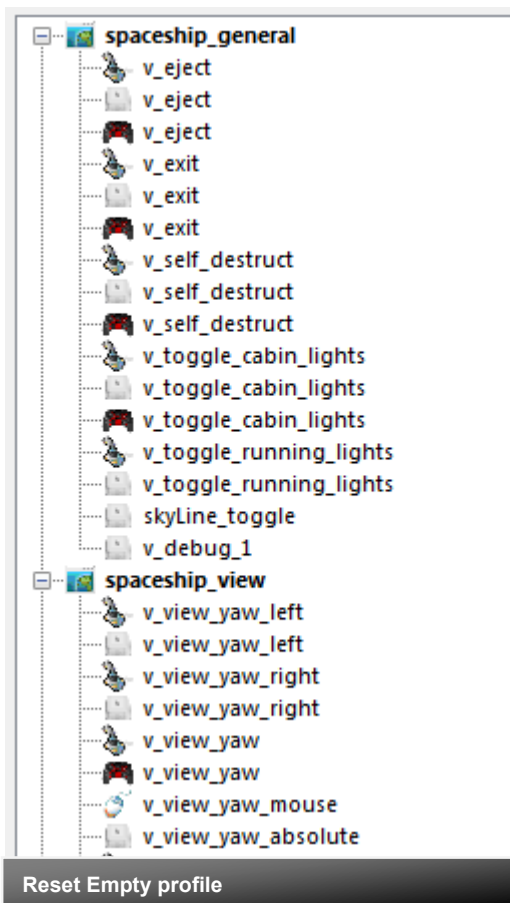 spaceship_general
v_eject
v_eject
v_eject
v_exit
v_exit
v_exit
v_self_destruct
v_self_destruct
v_self_destruct
v_toggle_cabin_lights
v_toggle_cabin_lights
v_toggle_cabin_lights
v_toggle_running_lights
v_toggle_running_lights
skyLine_toggle
v_debug_1
spaceship_view
v_view_yaw_left
v_view_yaw_left
v_view_yaw_right
v_view_yaw_right
v_view_yaw
v_view_yaw
v_view_yaw_mouse
v_view_yaw_absolute
Reset Empty profile